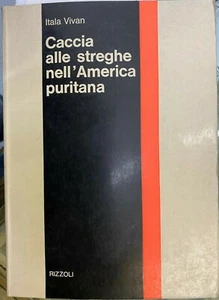 Itala Vivan
Caccia
alle streghe
nell'America
puritana
RIZZOLI